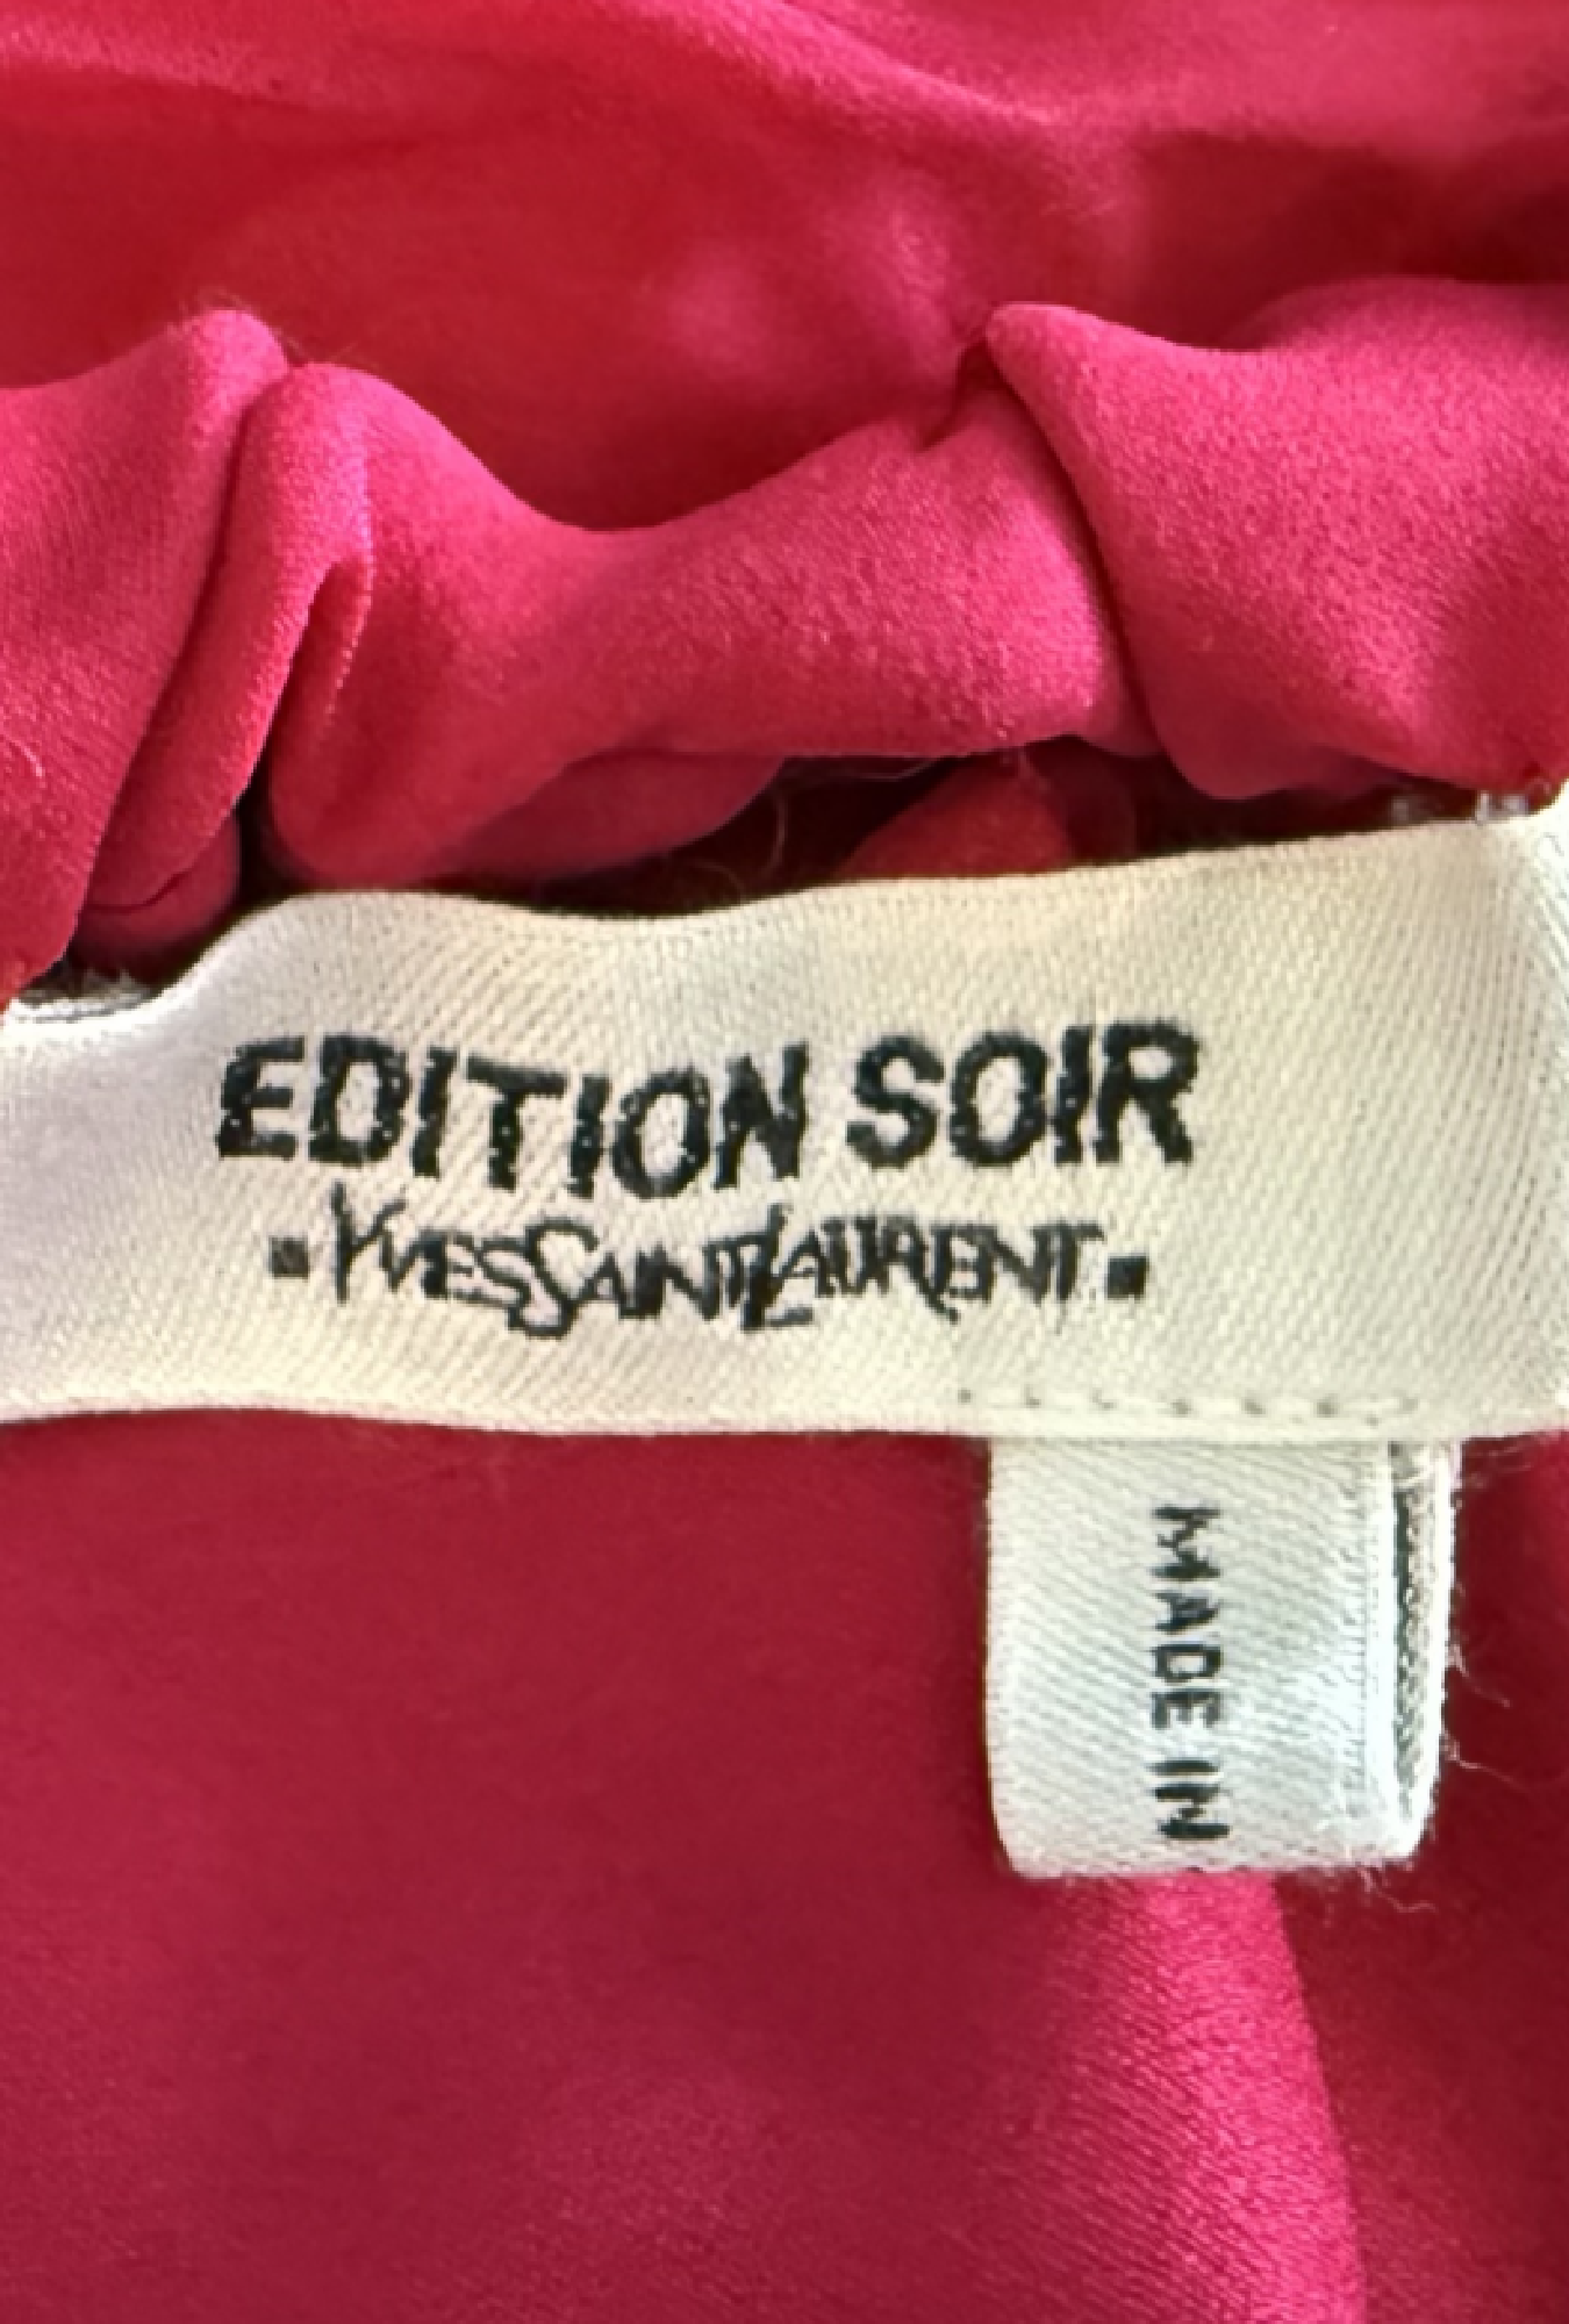 EDITION SOIR
▪YVESSAINTLAURENT▪
MADE IN